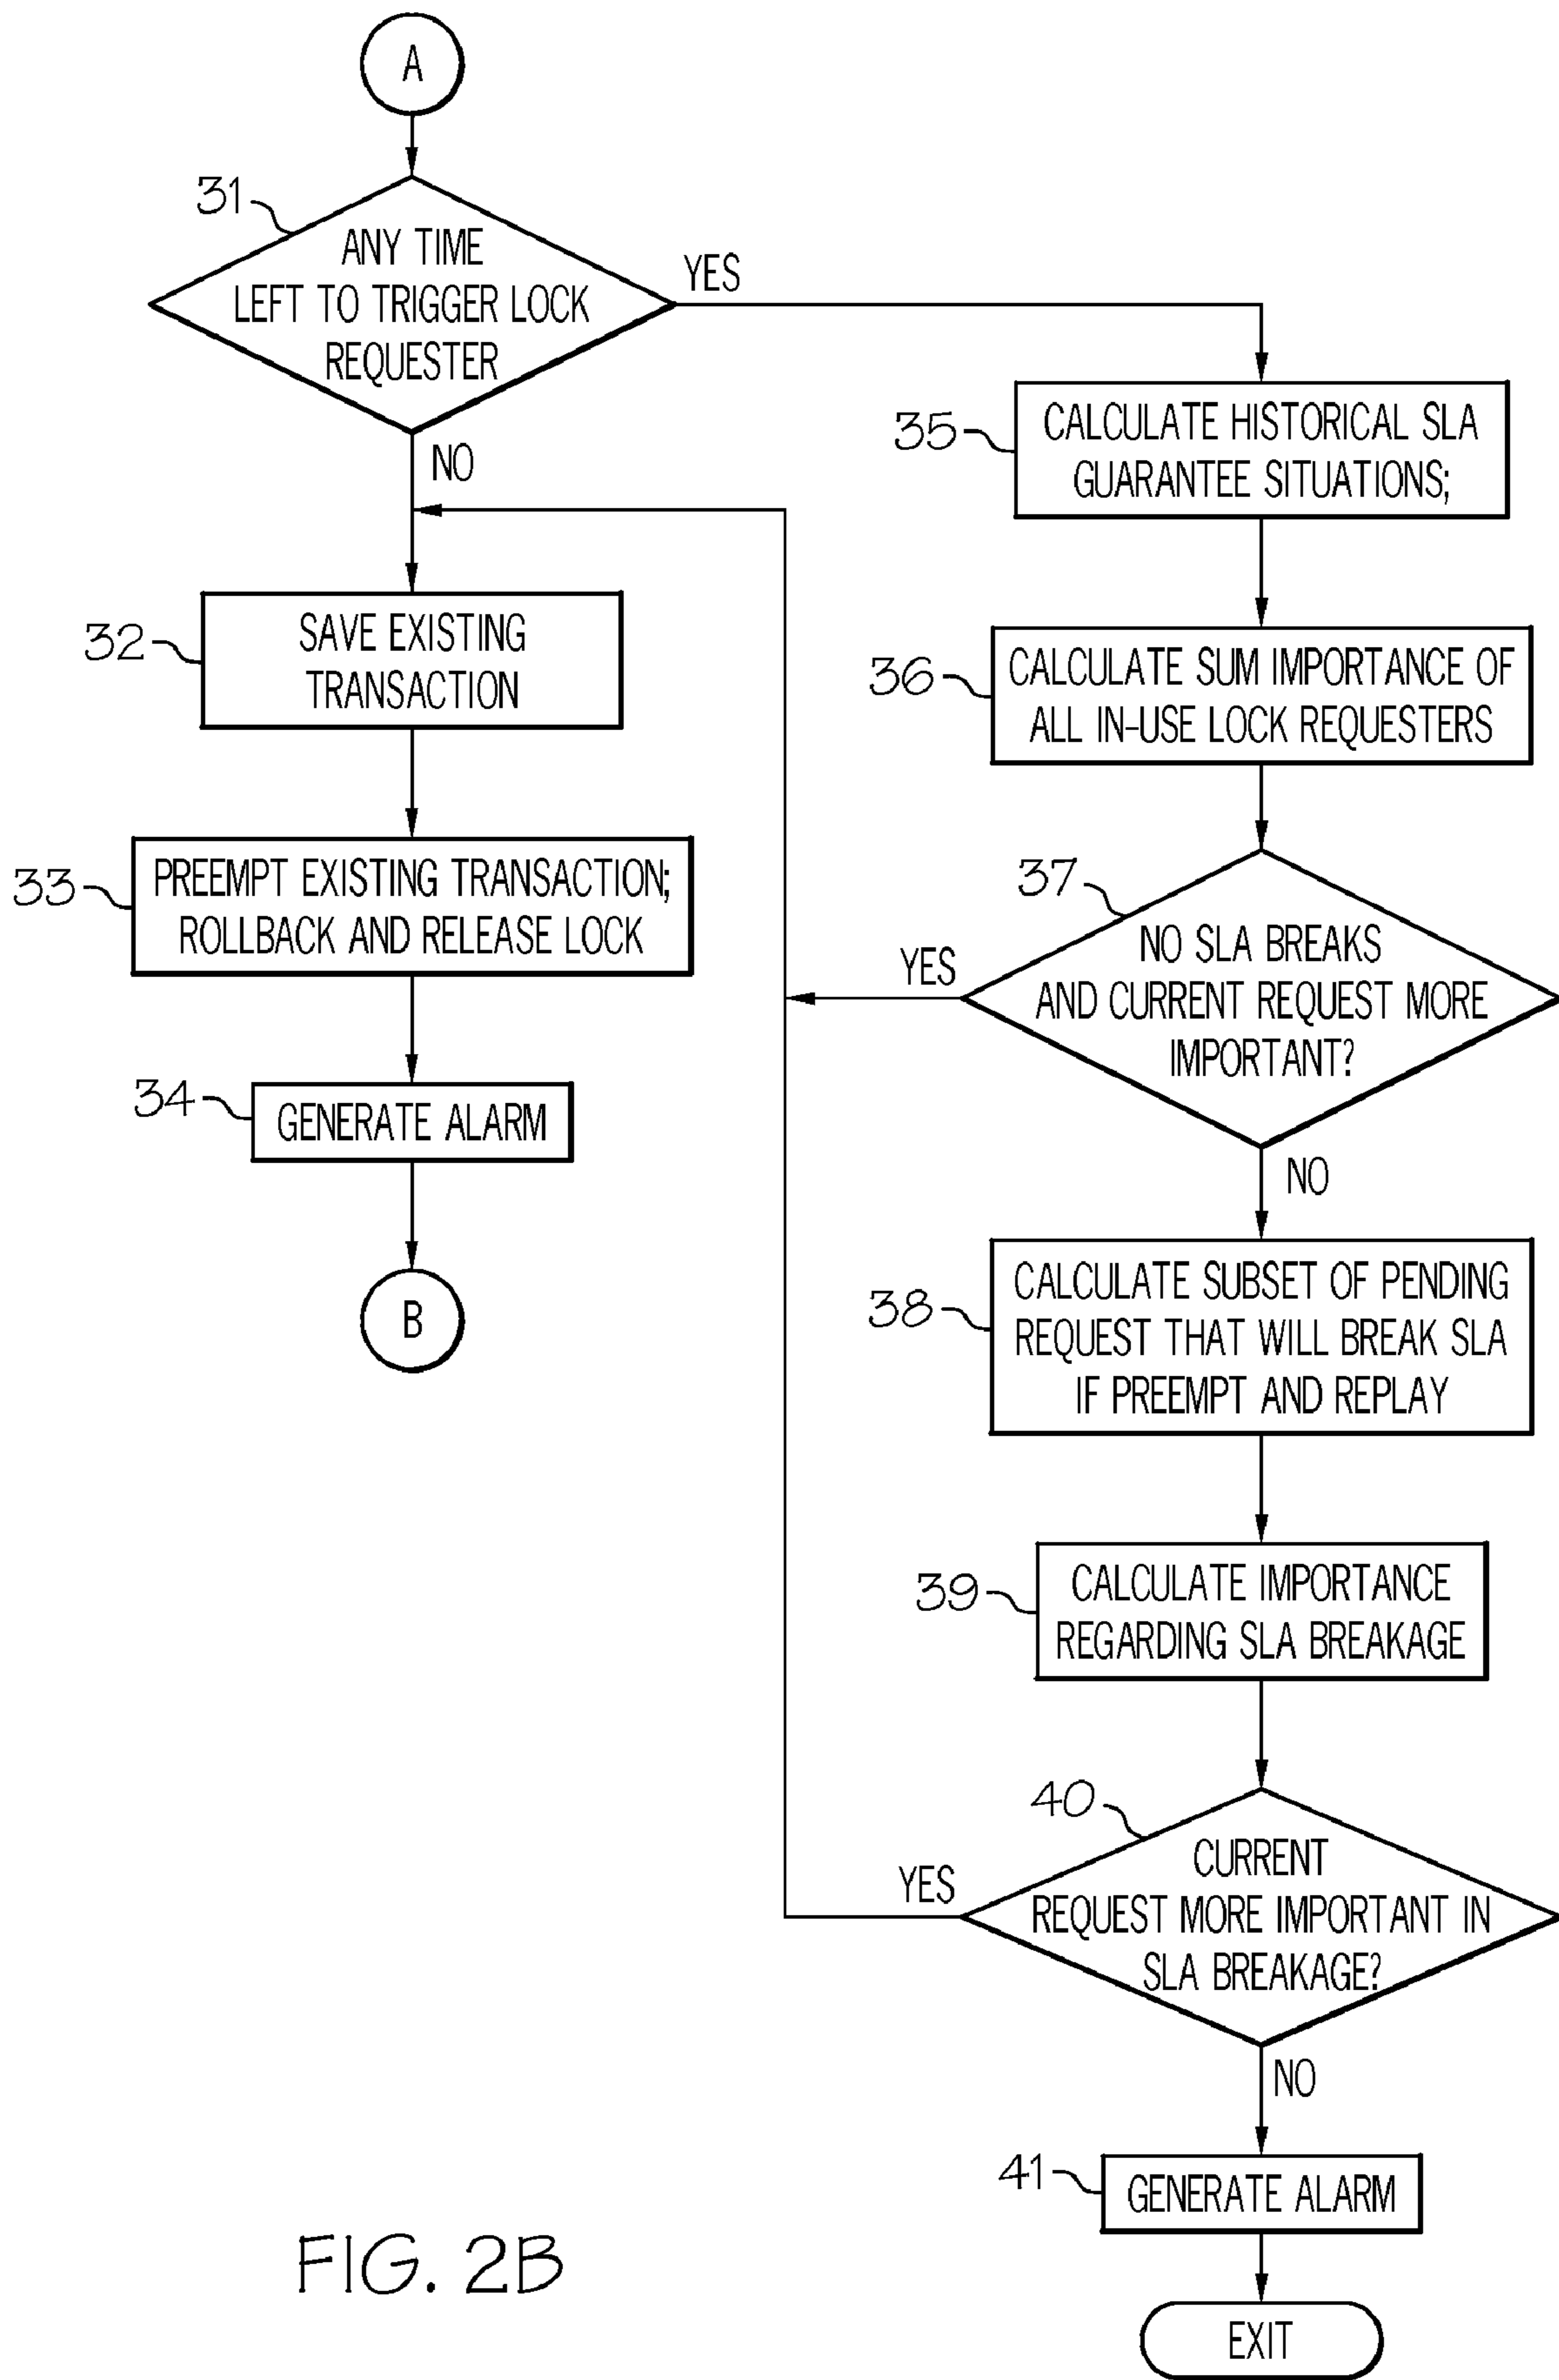 A
31
ANY TIME
LEFT TO TRIGGER LOCK
REQUESTER
YES
NO
32
SAVE EXISTING
TRANSACTION
33
PREEMPT EXISTING TRANSACTION;
ROLLBACK AND RELEASE LOCK
34
GENERATE ALARM
B
35
CALCULATE HISTORICAL SLA
GUARANTEE SITUATIONS;
36
CALCULATE SUM IMPORTANCE OF
ALL IN-USE LOCK REQUESTERS
37
NO SLA BREAKS
AND CURRENT REQUEST MORE
IMPORTANT?
YES
NO
38
CALCULATE SUBSET OF PENDING
REQUEST THAT WILL BREAK SLA
IF PREEMPT AND REPLAY
39
CALCULATE IMPORTANCE
REGARDING SLA BREAKAGE
40
CURRENT
REQUEST MORE IMPORTANT IN
SLA BREAKAGE?
YES
NO
41
GENERATE ALARM
EXIT
FIG. 2B